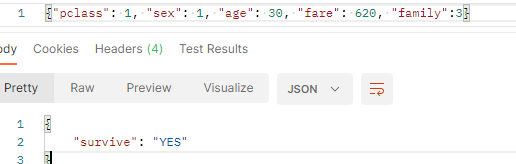 1 {"pclass": 1, "sex": 1, "age": 30, "fare": 620, "family":3}
ody Cookies Headers (4) Test Results
Pretty Raw Preview Visualize JSON
1 {
2 "survive": "YES"
3 }